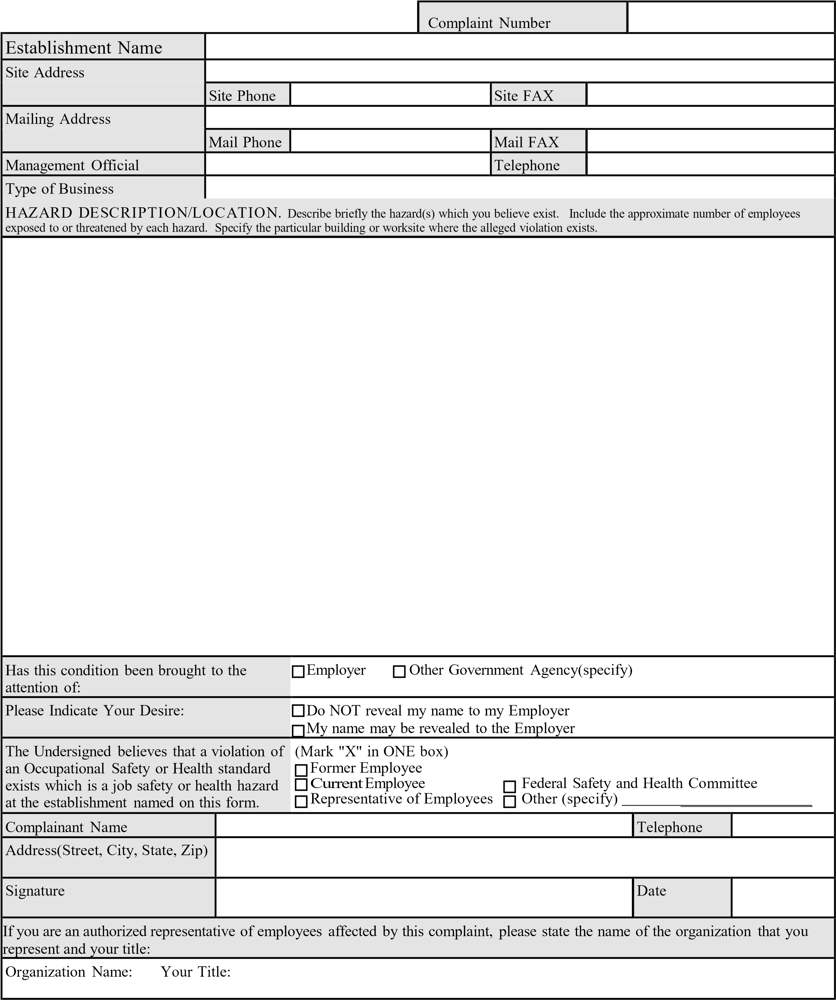 Complaint Number
Establishment Name
Site Address
Site Phone Site FAX
Mailing Address
Mail Phone Mail FAX
Management Official Telephone
Type of Business
HAZARD DESCRIPTION/LOCATION. Describe briefly the hazard(s) which you believe exist. Include the approximate number of employees
exposed to or threatened by each hazard. Specify the particular building or worksite where the alleged violation exists.
Has this condition been brought to the
attention of:
Employer Other Government Agency(specify)
Please Indicate Your Desire:
Do NOT reveal my name to my Employer
My name may be revealed to the Employer
The Undersigned believes that a violation of
an Occupational Safety or Health standard
exists which is a job safety or health hazard
at the establishment named on this form.
(Mark "X" in ONE box)
Former Employee
Current Employee Federal Safety and Health Committee
Representative of Employees Other (specify)
Complainant Name Telephone
Address(Street, City, State, Zip)
Signature Date
If you are an authorized representative of employees affected by this complaint, please state the name of the organization that you
represent and your title:
Organization Name: Your Title: